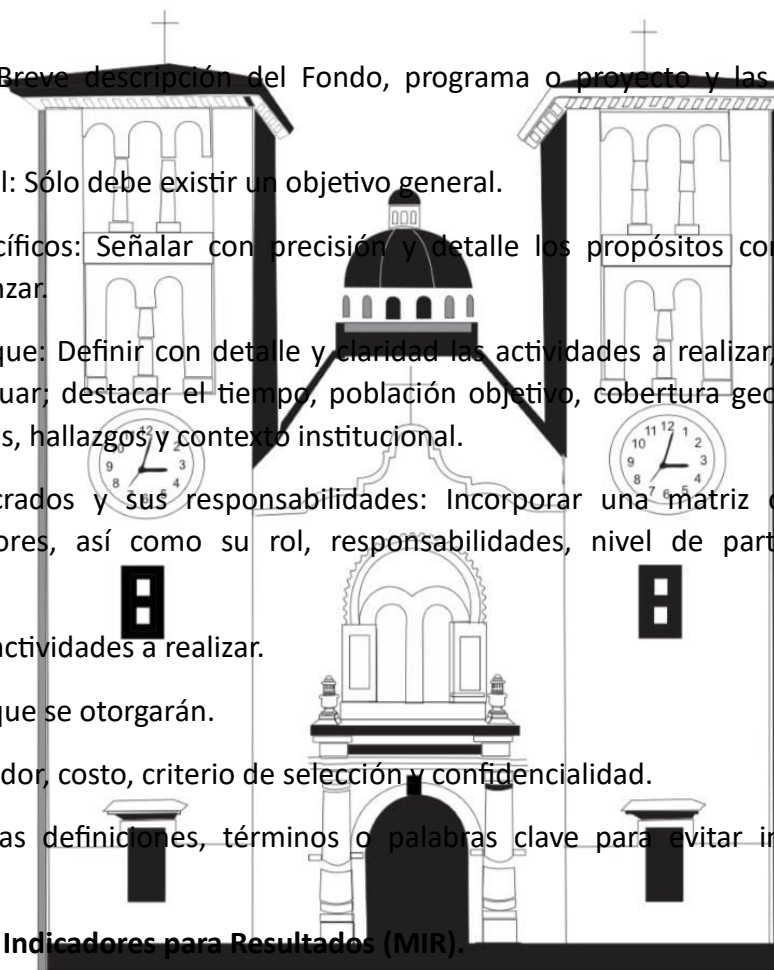 Breve descripción del Fondo, programa o proyecto y las
l: Sólo debe existir un objetivo general.
cíficos: Señalar con precisión y detalle los propósitos con
nzar.
que: Definir con detalle y claridad las actividades a realizar,
uar; destacar el tiempo, población objetivo, cobertura geo
s, hallazgos y contexto institucional.
crados y sus responsabilidades: Incorporar una matriz
ores, así como su rol, responsabilidades, nivel de part
actividades a realizar.
que se otorgarán.
dor, costo, criterio de selección y confidencialidad.
as definiciones, términos o palabras clave para evitar in
Indicadores para Resultados (MIR).